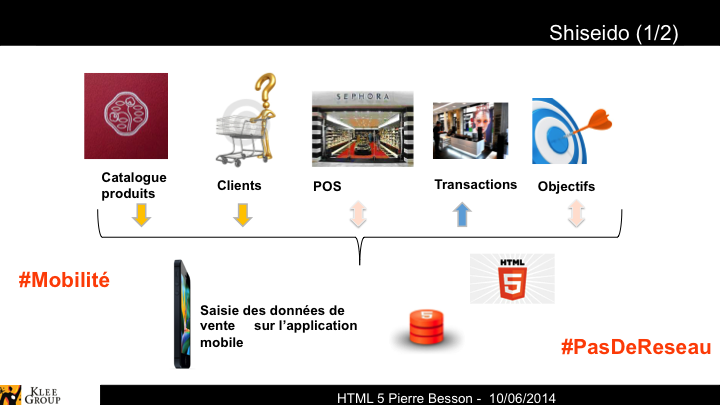 Shiseido (1/2)
SEPHORA
Catalogue
produits
Clients
POS
Transactions
Objectifs
#Mobilité
HTML
5
Saisie des données de
vente sur l'application
mobile
5
#PasDeReseau
KLEE
GROUP
HTML 5 Pierre Besson - 10/06/2014